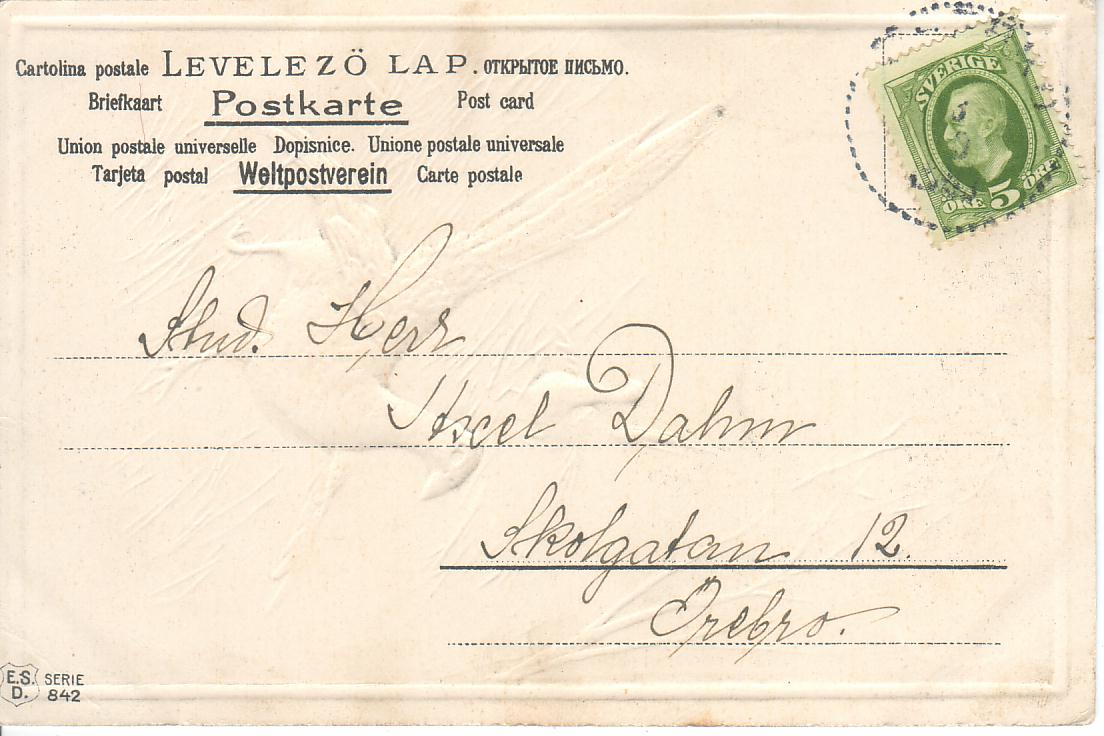 Cartolina postale LEVELEZÖ LAP. ОТКРЫТОЕ ПИСЬМО.
Briefkaart Postkarte Post card
Union postale universelle Dopisnice. Unione postale universale
Tarjeta postal Weltpostverein Carte postale
SVERIGE
ÖRE 5 ÖRE
Stud. Herr
Axel Dahm
Skolgatan 12.
Örebro.
E.S. SERIE
D. 842